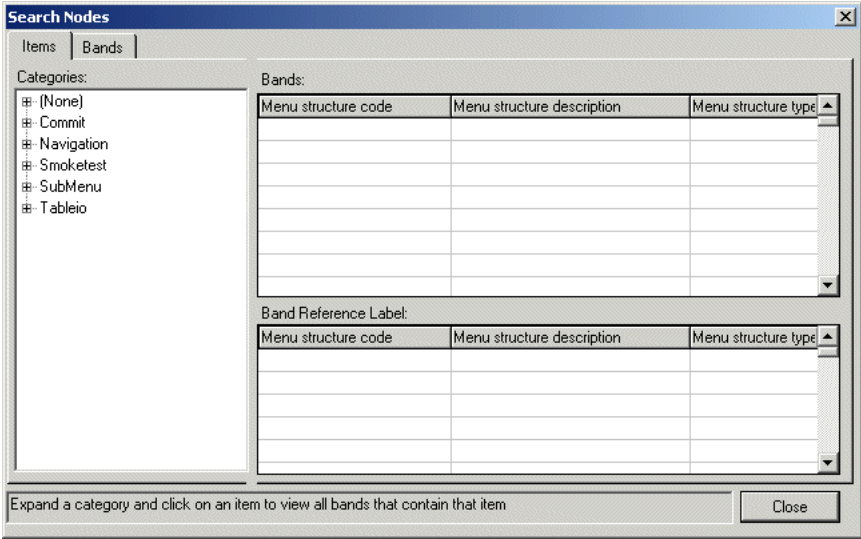 Search Nodes
Items Bands
Categories:
(None)
Commit
Navigation
Smoketest
SubMenu
Tableio
Bands:
Menu structure code Menu structure description Menu structure type
Band Reference Label:
Menu structure code Menu structure description Menu structure type
Expand a category and click on an item to view all bands that contain that item
Close